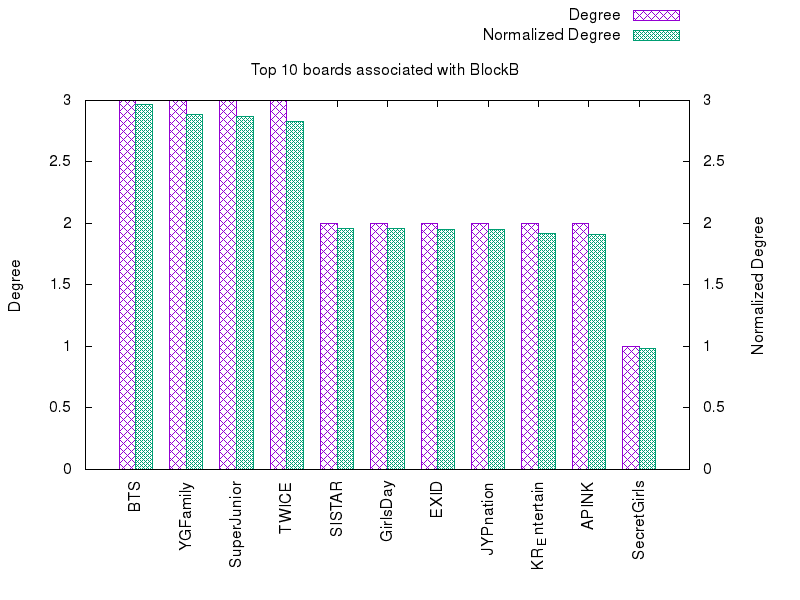 Degree
Normalized Degree
Top 10 boards associated with BlockB
3
2.5
2
1.5
1
0.5
0
3
2.5
2
1.5
1
0.5
0
Degree
Normalized Degree
BTS
YGFamily
SuperJunior
TWICE
SISTAR
GirlsDay
EXID
JYPnation
KREntertain
APINK
SecretGirls